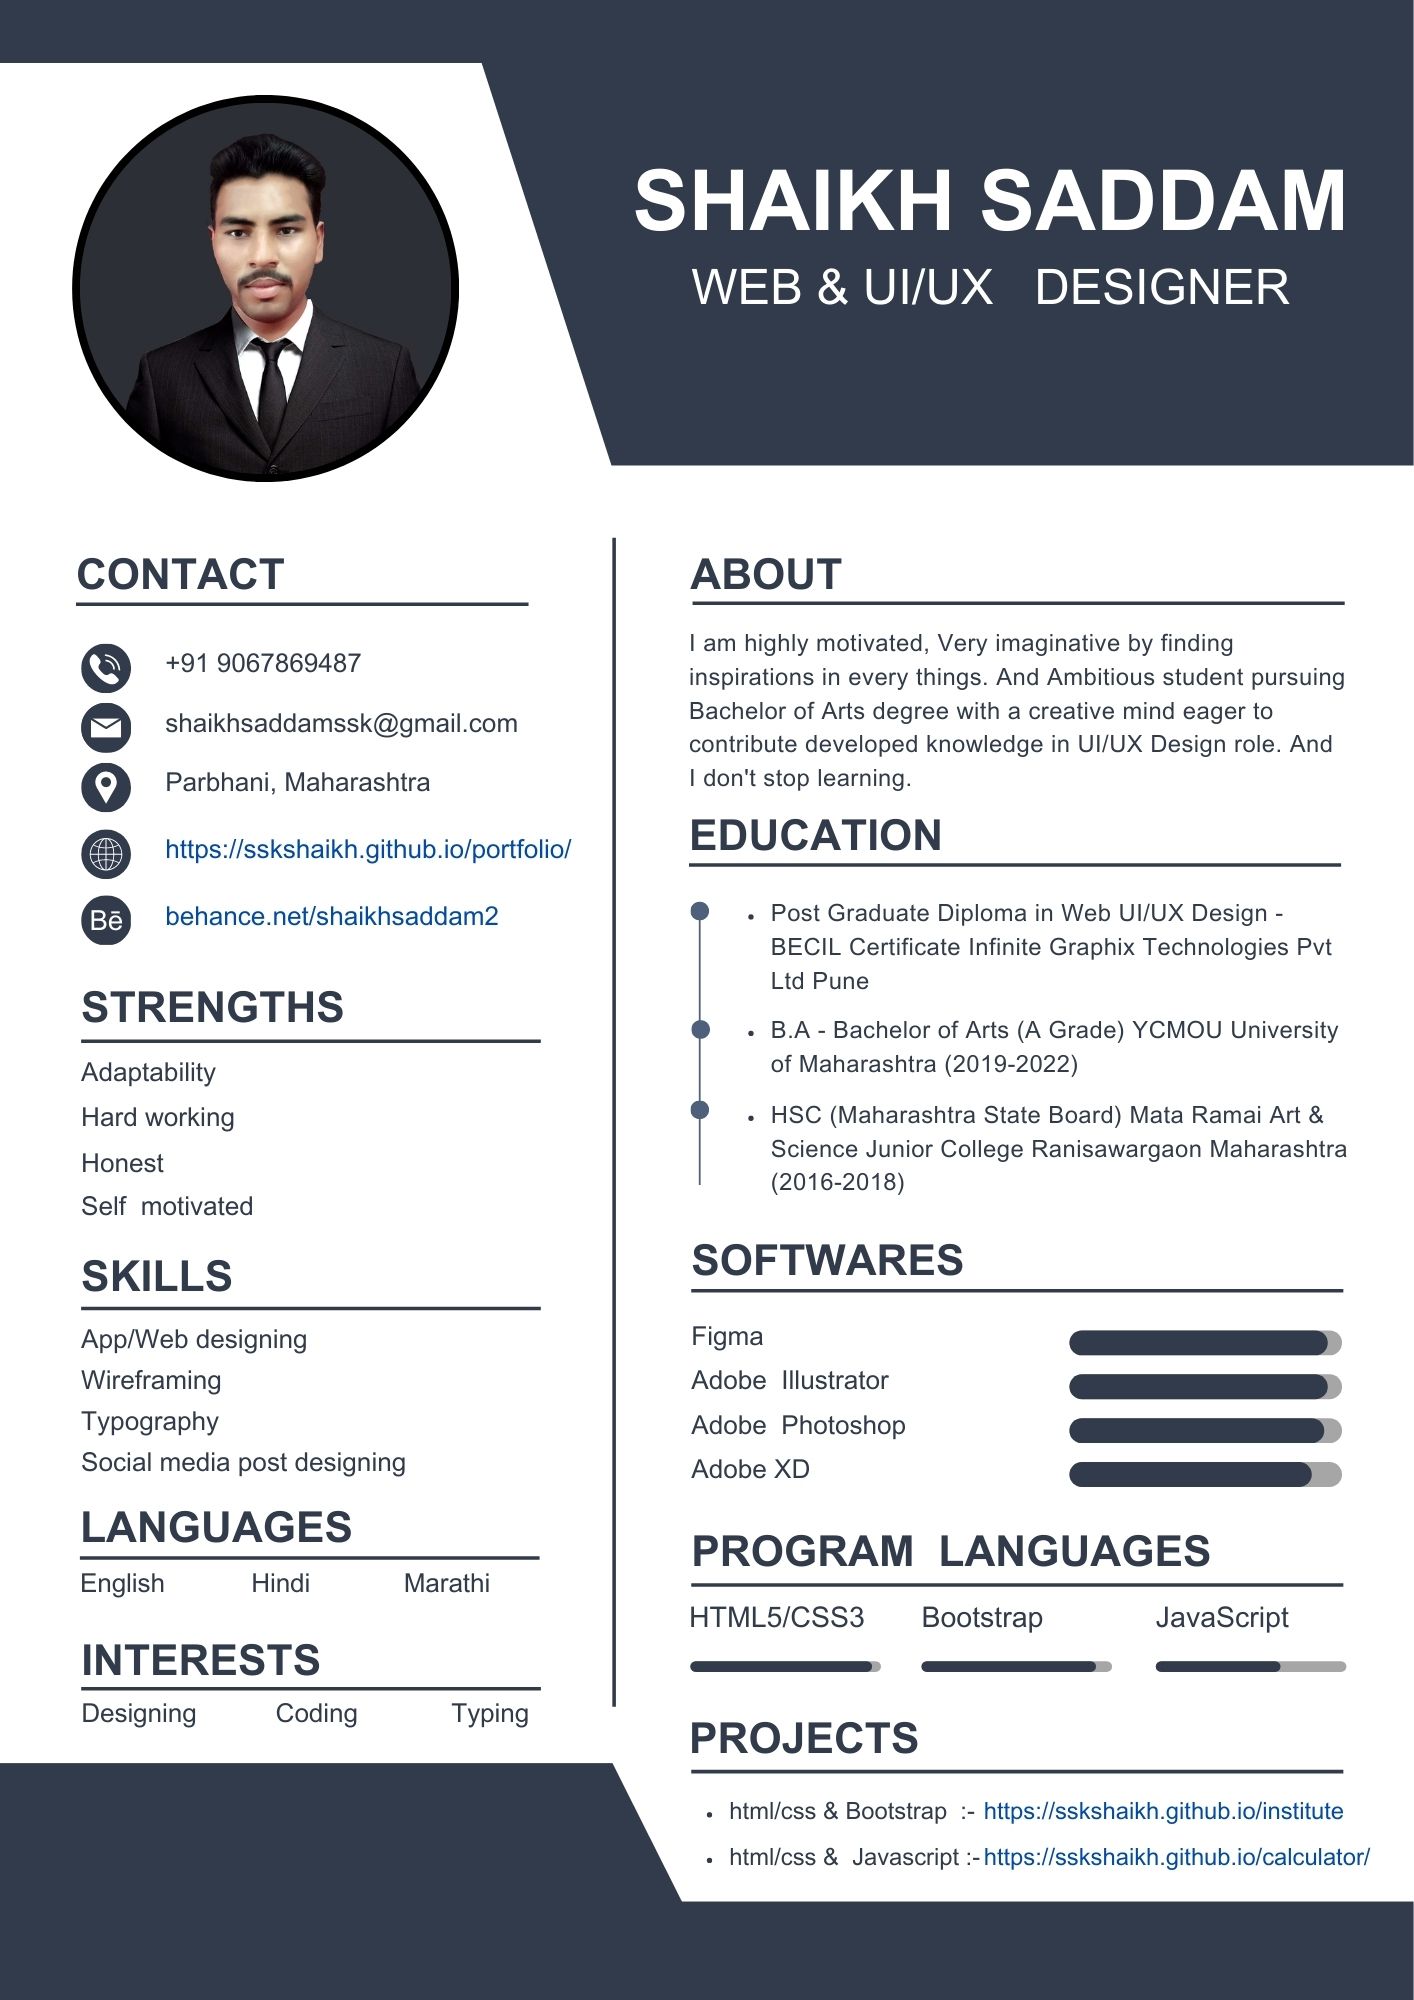 SHAIKH SADDAM
WEB & UI/UX DESIGNER
CONTACT
+91 9067869487
shaikhsaddamssk@gmail.com
Parbhani, Maharashtra
https://sskshaikh.github.io/portfolio/
Bē behance.net/shaikhsaddam2
STRENGTHS
Adaptability
Hard working
Honest
Self motivated
SKILLS
App/Web designing
Wireframing
Typography
Social media post designing
LANGUAGES
English Hindi Marathi
INTERESTS
Designing Coding Typing
ABOUT
I am highly motivated, Very imaginative by finding
inspirations in every things. And Ambitious student pursuing
Bachelor of Arts degree with a creative mind eager to
contribute developed knowledge in UI/UX Design role. And
I don't stop learning.
EDUCATION
• Post Graduate Diploma in Web UI/UX Design -
BECIL Certificate Infinite Graphix Technologies Pvt
Ltd Pune
• B.A - Bachelor of Arts (A Grade) YCMOU University
of Maharashtra (2019-2022)
• HSC (Maharashtra State Board) Mata Ramai Art &
Science Junior College Ranisawargaon Maharashtra
(2016-2018)
SOFTWARES
Figma
Adobe Illustrator
Adobe Photoshop
Adobe XD
PROGRAM LANGUAGES
HTML5/CSS3 Bootstrap JavaScript
PROJECTS
• html/css & Bootstrap :- https://sskshaikh.github.io/institute
• html/css & Javascript :- https://sskshaikh.github.io/calculator/